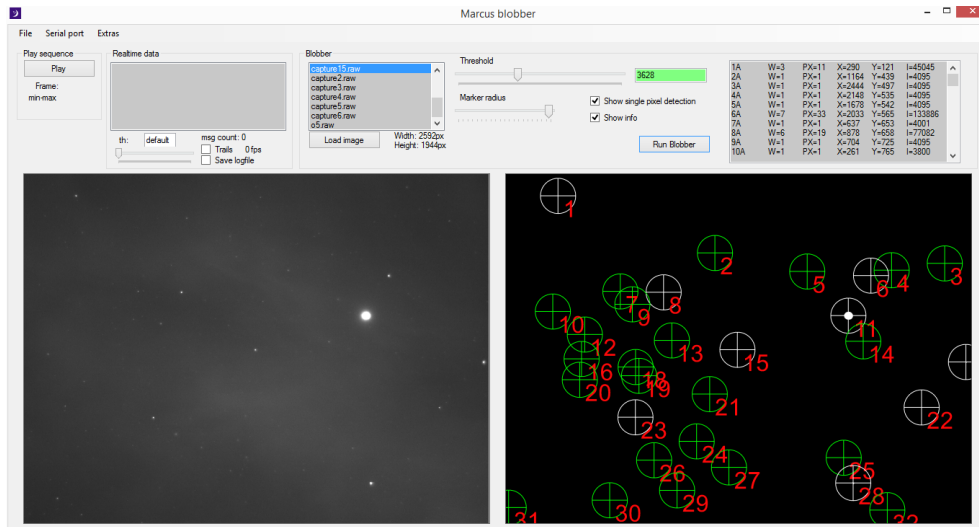 Marcus blobber
File Serial port Extras
Play sequence
Play
Frame:
min-max
Realtime data
th: default
msg count: 0
Trails 0 fps
Save logfile
Blobber
capture15.raw
capture2.raw
capture3.raw
capture4.raw
capture5.raw
capture6.raw
o5.raw
Load image
Width: 2592px
Height: 1944px
Threshold
3628
Marker radius
Show single pixel detection
Show info
Run Blobber
1A W=3 PX=11 X=290 Y=121 I=45045
2A W=1 PX=1 X=1164 Y=439 I=4095
3A W=1 PX=1 X=2444 Y=497 I=4095
4A W=1 PX=1 X=2148 Y=535 I=4095
5A W=1 PX=1 X=1678 Y=542 I=4095
6A W=7 PX=33 X=2033 Y=565 I=133886
7A W=1 PX=1 X=637 Y=653 I=4001
8A W=6 PX=19 X=878 Y=658 I=77082
9A W=1 PX=1 X=704 Y=725 I=4095
10A W=1 PX=1 X=261 Y=765 I=3800
1
2
3
4
5
6
7
8
9
10
11
12
13
14
15
16
18
19
20
21
22
23
24
25
26
27
28
29
30
31
32